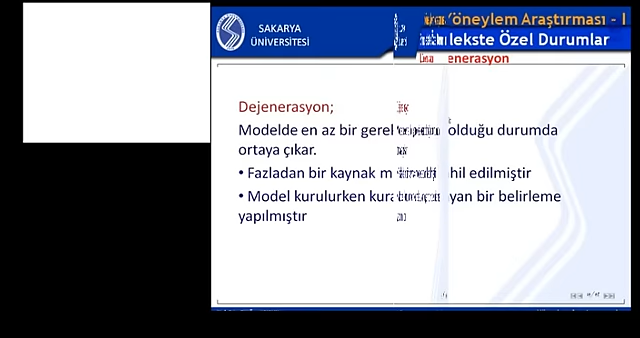 SAKARYA
ÜNİVERSİTESİ
Yöneylem Araştırması - I
lekste Özel Durumlar
enerasyon
Dejenerasyon;
Modelde en az bir gerel olduğu durumda
ortaya çıkar.
• Fazladan bir kaynak m hil edilmiştir
• Model kurulurken kura yan bir belirleme
yapılmıştır